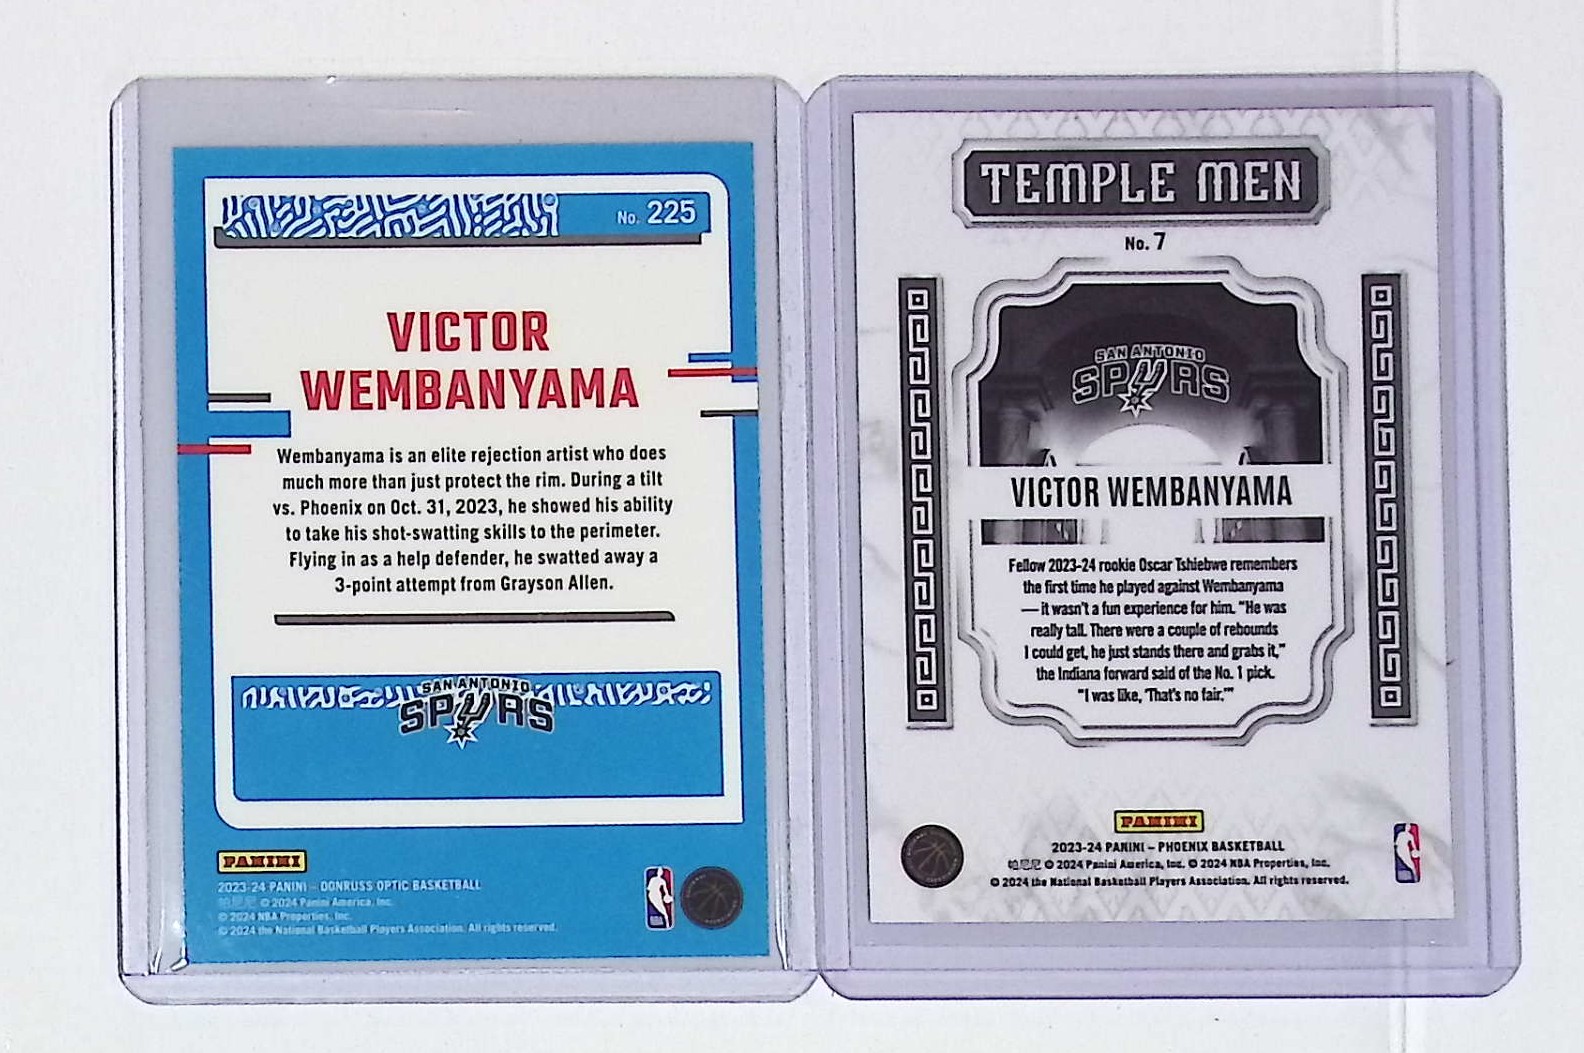 No. 225
VICTOR
WEMBANYAMA
Wembanyama is an elite rejection artist who does
much more than just protect the rim. During a tilt
vs. Phoenix on Oct. 31, 2023, he showed his ability
to take his shot-swatting skills to the perimeter.
Flying in as a help defender, he swatted away a
3-point attempt from Grayson Allen.
SAN ANTONIO
SPURS
PANINI
2023-24 PANINI – DONRUSS OPTIC BASKETBALL
帕尼尼 © 2024 Panini America, Inc.
© 2024 NBA Properties, Inc.
© 2024 the National Basketball Players Association. All rights reserved.
NBA
TEMPLE MEN
No. 7
SAN ANTONIO
SPURS
VICTOR WEMBANYAMA
Fellow 2023-24 rookie Oscar Tshiebwe remembers
the first time he played against Wembanyama
— it wasn't a fun experience for him. "He was
really tall. There were a couple of rebounds
I could get, he just stands there and grabs it,"
the Indiana forward said of the No. 1 pick.
"I was like, 'That's no fair.'"
PANINI
2023-24 PANINI – PHOENIX BASKETBALL
帕尼尼 © 2024 Panini America, Inc. © 2024 NBA Properties, Inc.
© 2024 the National Basketball Players Association. All rights reserved.